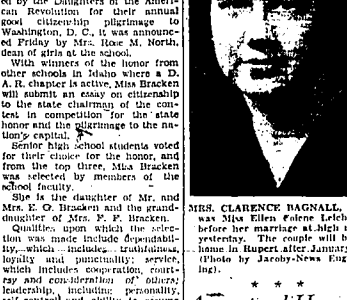 ed by the Daughters of the Ameri-
can Revolution for their annual
good citizenship pilgrimage to
Washington, D. C., it was announc-
ed Friday by Mrs. Rose M. North,
dean of girls at the school.
With winners of the honor from
other schools in Idaho where a D.
A. R. chapter is active, Miss Bracken
will submit an essay on citizenship
to the state chairman of the con-
test in competition for the state
honor and the pilgrimage to the na-
tion's capital.
Senior high school students voted
for their choice for the honor, and
from the top three, Miss Bracken
was selected by members of the
school faculty.
She is the daughter of Mr. and
Mrs. E. O. Bracken and the grand-
daughter of Mrs. F. F. Bracken.
Qualities upon which the selec-
tion was made include dependabil-
ity, which includes truthfulness,
loyalty and punctuality; service,
which includes cooperation, court-
esy and consideration of others;
leadership, including personality,
MRS. CLARENCE BAGNALL,
was Miss Ellen
before her marriage at high
yesterday. The couple will
home in Rupert after
(Photo by Jacoby-News Eng
ing).
* * *